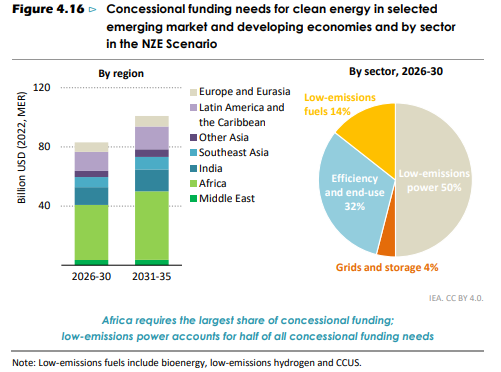 Figure 4.16 ▷ Concessional funding needs for clean energy in selected
emerging market and developing economies and by sector
in the NZE Scenario
By region
Billion USD (2022, MER)
120
80
40
2026-30 2031-35
Europe and Eurasia
Latin America and
the Caribbean
Other Asia
Southeast Asia
India
Africa
Middle East
By sector, 2026-30
Low-emissions
fuels 14%
Low-emissions
power 50%
Efficiency
and end-use
32%
Grids and storage 4%
IEA. CC BY 4.0.
Africa requires the largest share of concessional funding;
low-emissions power accounts for half of all concessional funding needs
Note: Low-emissions fuels include bioenergy, low-emissions hydrogen and CCUS.